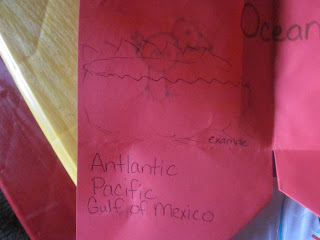 Ocean
example
Antlantic
Pacific
Gulf of Mexico